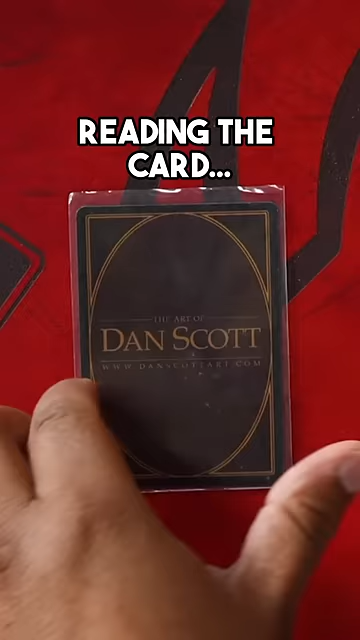 READING THE
CARD...
THE ART OF
DAN SCOTT
WWW.DANSCOTTART.COM